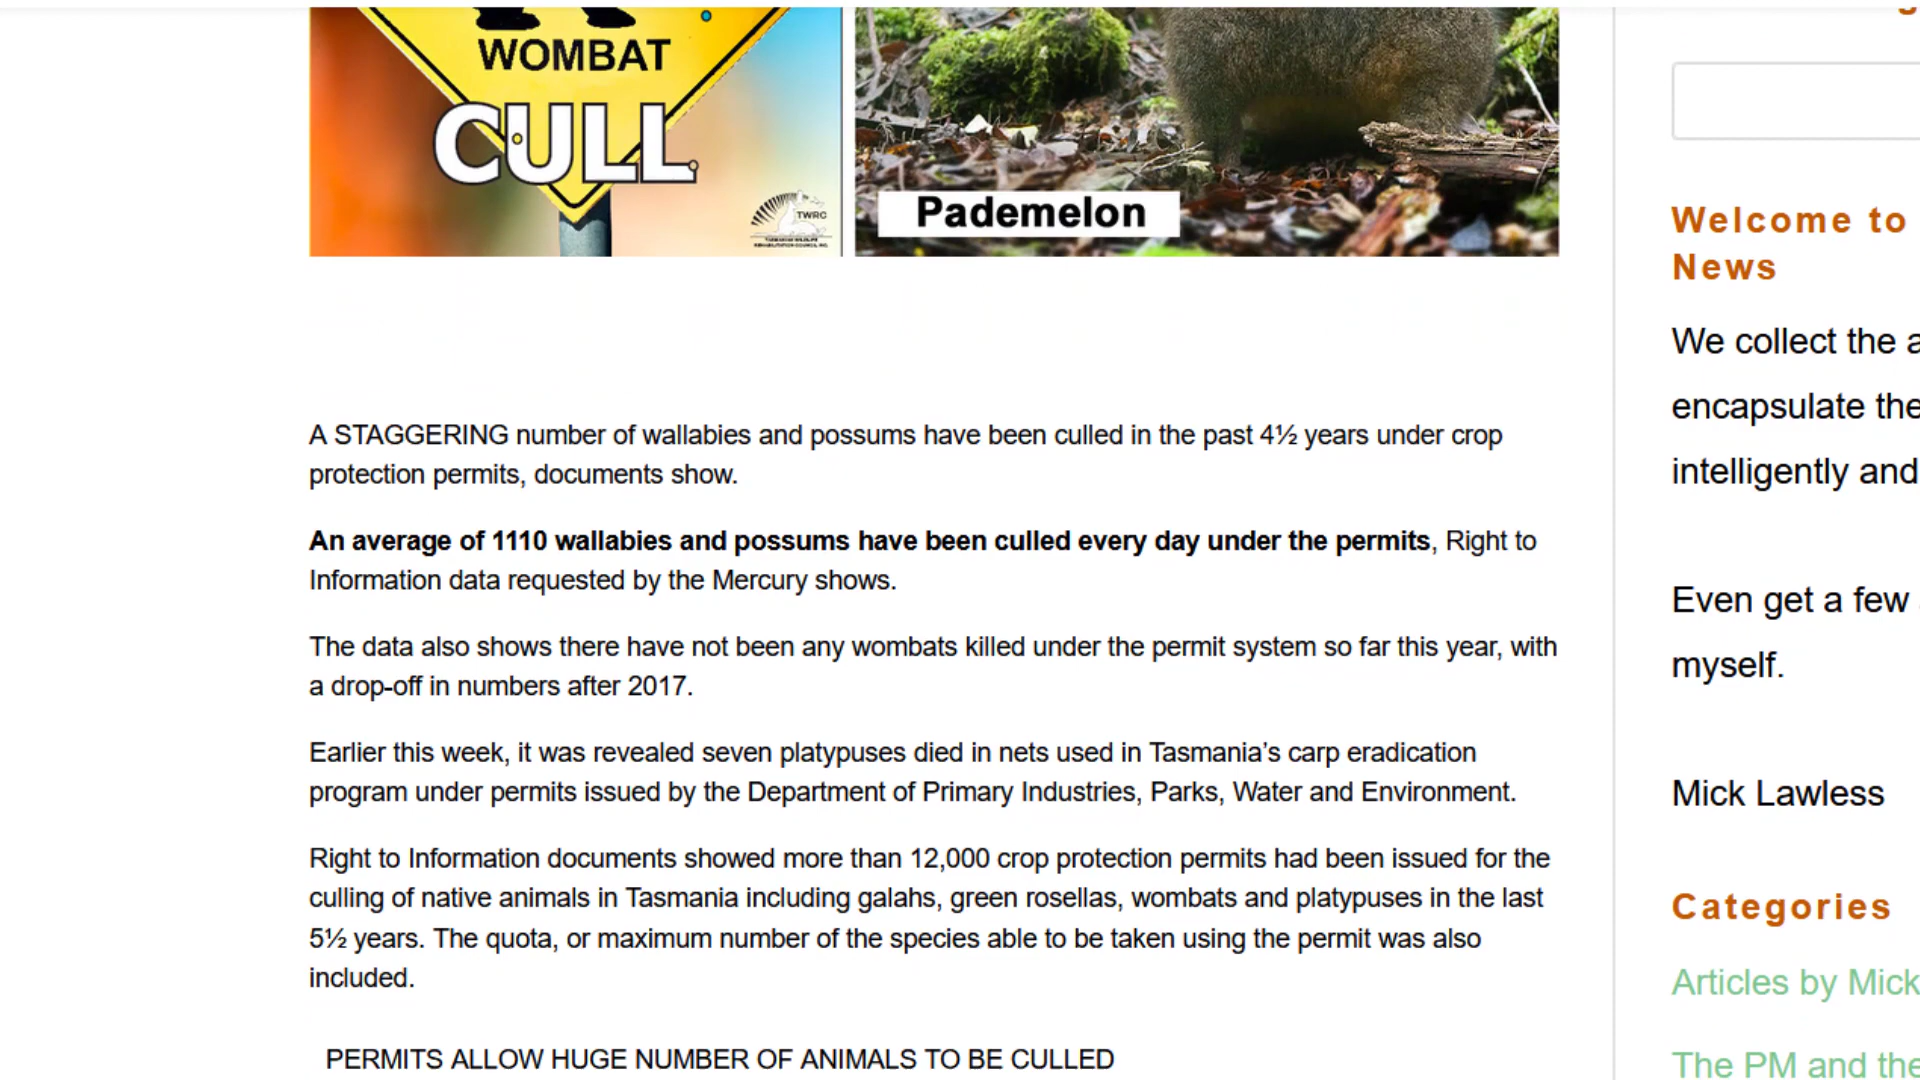 WOMBAT
CULL
TWRC
Pademelon
A STAGGERING number of wallabies and possums have been culled in the past 4½ years under crop
protection permits, documents show.
An average of 1110 wallabies and possums have been culled every day under the permits, Right to
Information data requested by the Mercury shows.
The data also shows there have not been any wombats killed under the permit system so far this year, with
a drop-off in numbers after 2017.
Earlier this week, it was revealed seven platypuses died in nets used in Tasmania’s carp eradication
program under permits issued by the Department of Primary Industries, Parks, Water and Environment.
Right to Information documents showed more than 12,000 crop protection permits had been issued for the
culling of native animals in Tasmania including galahs, green rosellas, wombats and platypuses in the last
5½ years. The quota, or maximum number of the species able to be taken using the permit was also
included.
PERMITS ALLOW HUGE NUMBER OF ANIMALS TO BE CULLED
Welcome to
News
We collect the a
encapsulate the
intelligently and
Even get a few
myself.
Mick Lawless
Categories
Articles by Mick
The PM and the